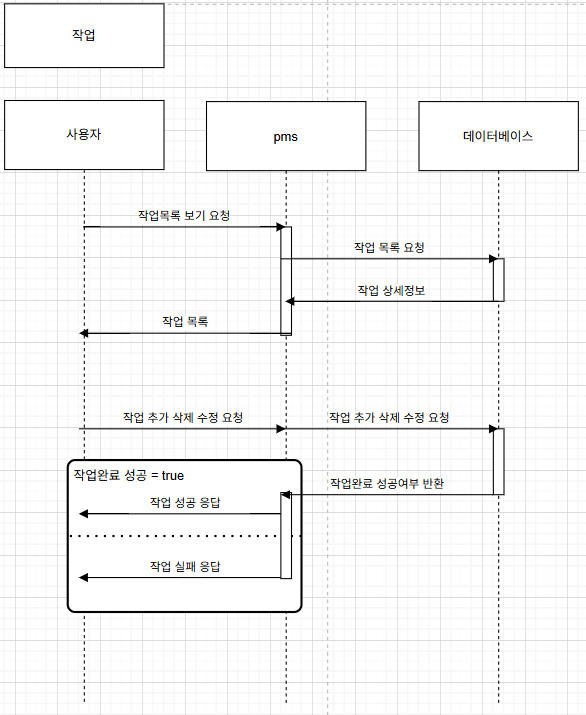 작업
사용자
pms
데이터베이스
작업목록 보기 요청
작업 목록 요청
작업 상세정보
작업 목록
작업 추가 삭제 수정 요청
작업 추가 삭제 수정 요청
작업완료 성공 = true
작업완료 성공여부 반환
작업 성공 응답
작업 실패 응답